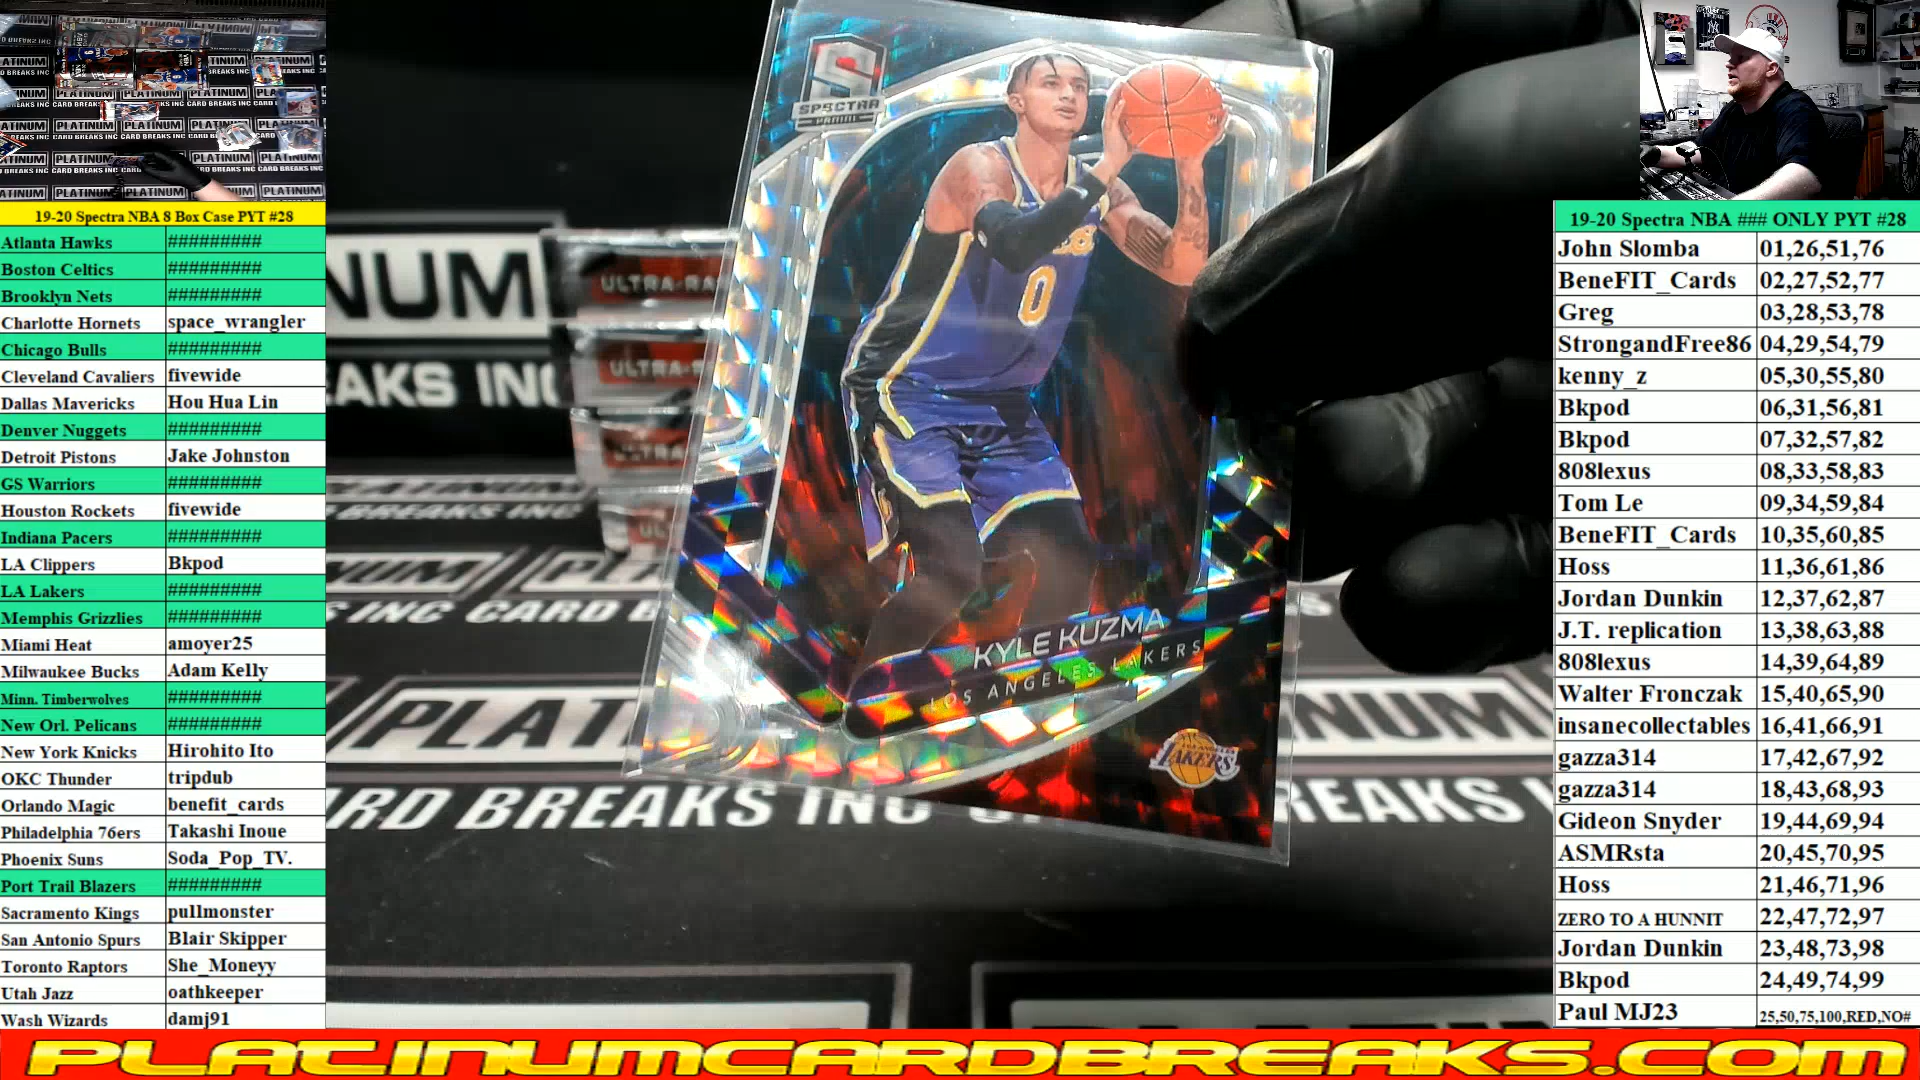 19-20 Spectra NBA 8 Box Case PYT #28
Atlanta Hawks #########
Boston Celtics #########
Brooklyn Nets #########
Charlotte Hornets space_wrangler
Chicago Bulls #########
Cleveland Cavaliers fivewide
Dallas Mavericks Hou Hua Lin
Denver Nuggets #########
Detroit Pistons Jake Johnston
GS Warriors #########
Houston Rockets fivewide
Indiana Pacers #########
LA Clippers Bkpod
LA Lakers #########
Memphis Grizzlies #########
Miami Heat amoyer25
Milwaukee Bucks Adam Kelly
Minn. Timberwolves #########
New Orl. Pelicans #########
New York Knicks Hirohito Ito
OKC Thunder tripdub
Orlando Magic benefit_cards
Philadelphia 76ers Takashi Inoue
Phoenix Suns Soda_Pop_TV.
Port Trail Blazers #########
Sacramento Kings pullmonster
San Antonio Spurs Blair Skipper
Toronto Raptors She_Moneyy
Utah Jazz oathkeeper
Wash Wizards damj91
S
SPECTRA
PANINI
0
KYLE KUZMA
LOS ANGELES LAKERS
LAKERS
19-20 Spectra NBA ### ONLY PYT #28
John Slomba 01,26,51,76
BeneFIT_Cards 02,27,52,77
Greg 03,28,53,78
StrongandFree86 04,29,54,79
kenny_z 05,30,55,80
Bkpod 06,31,56,81
Bkpod 07,32,57,82
808lexus 08,33,58,83
Tom Le 09,34,59,84
BeneFIT_Cards 10,35,60,85
Hoss 11,36,61,86
Jordan Dunkin 12,37,62,87
J.T. replication 13,38,63,88
808lexus 14,39,64,89
Walter Fronczak 15,40,65,90
insanecollectables 16,41,66,91
gazza314 17,42,67,92
gazza314 18,43,68,93
Gideon Snyder 19,44,69,94
ASMRsta 20,45,70,95
Hoss 21,46,71,96
ZERO TO A HUNNIT 22,47,72,97
Jordan Dunkin 23,48,73,98
Bkpod 24,49,74,99
Paul MJ23 25,50,75,100,RED,NO#
PLATINUMCARDBREAKS.COM